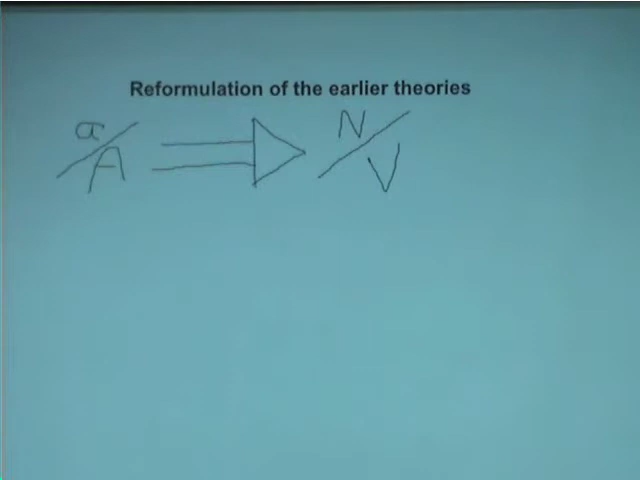 Reformulation of the earlier theories
a/A ⇒ N/V